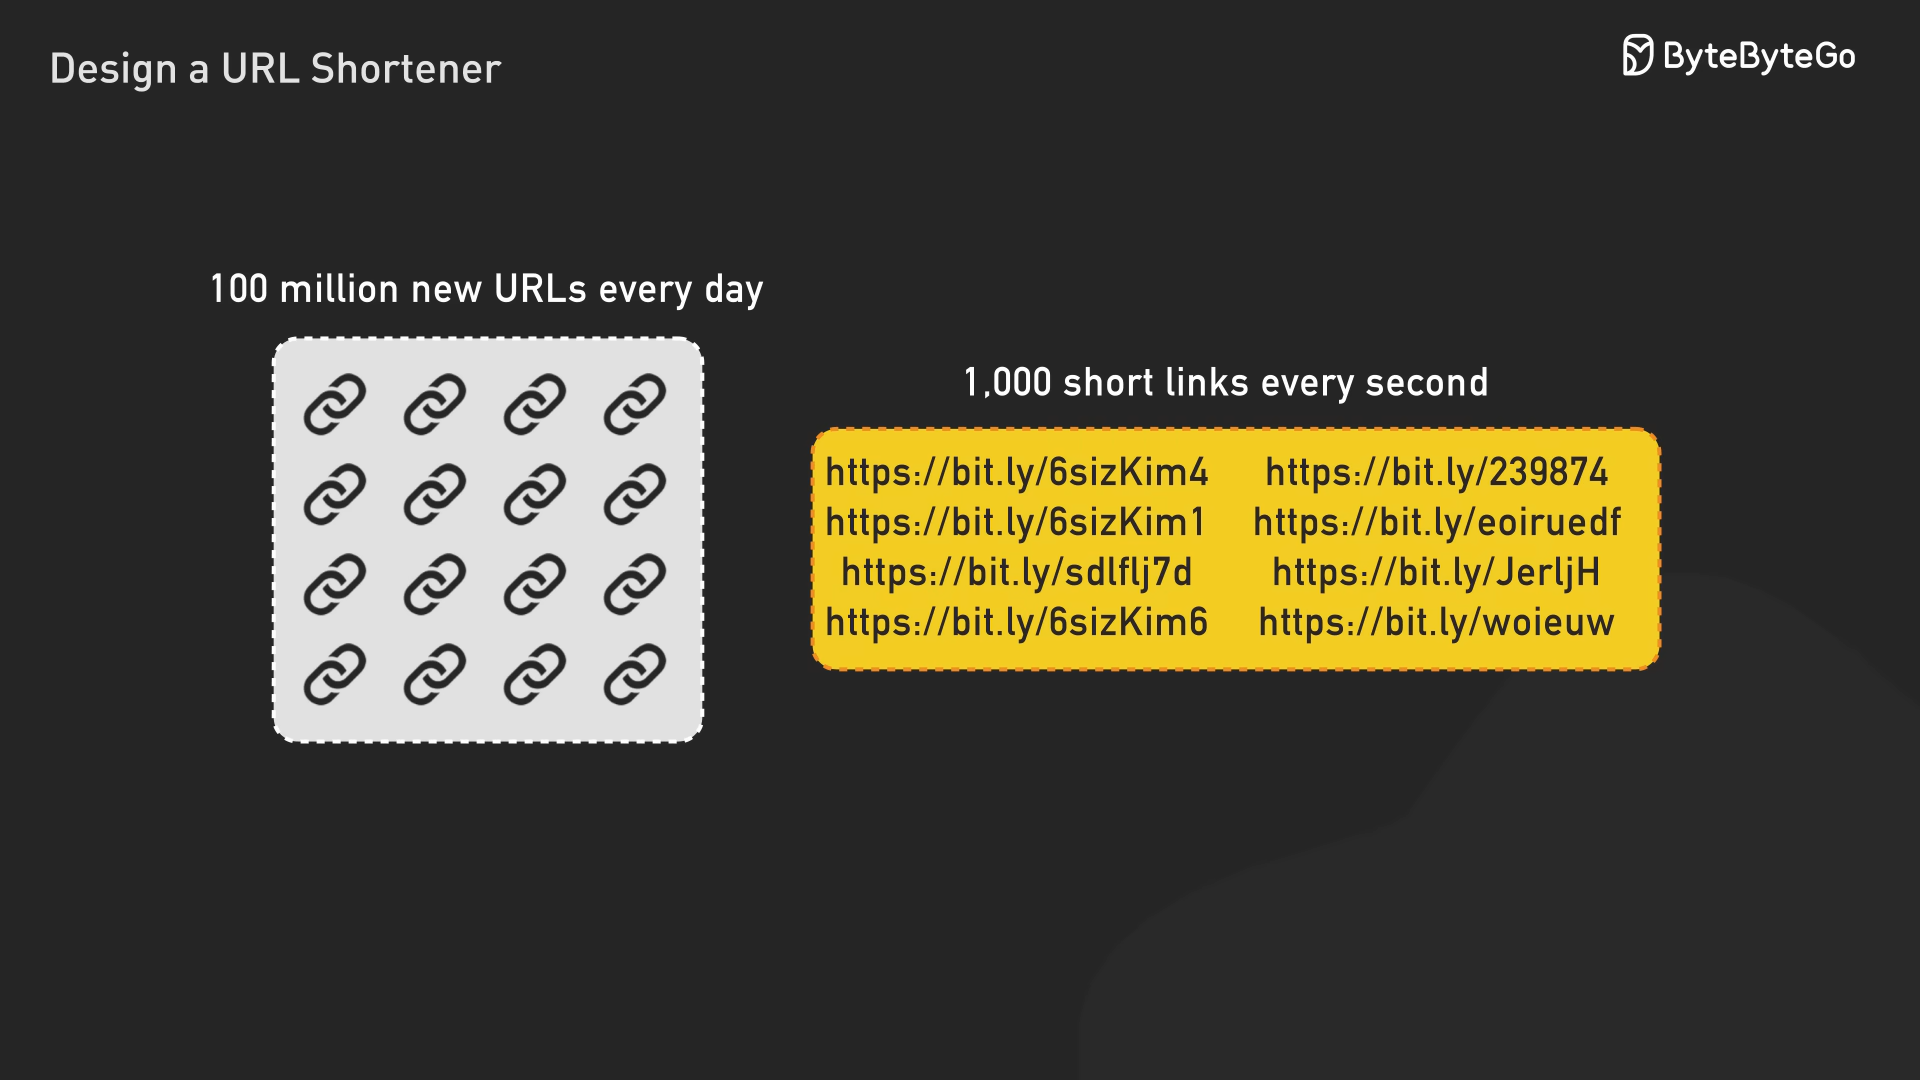 Design a URL Shortener
ByteByteGo
100 million new URLs every day
1,000 short links every second
https://bit.ly/6sizKim4
https://bit.ly/239874
https://bit.ly/6sizKim1
https://bit.ly/eoiruedf
https://bit.ly/sdlflj7d
https://bit.ly/JerljH
https://bit.ly/6sizKim6
https://bit.ly/woieuw